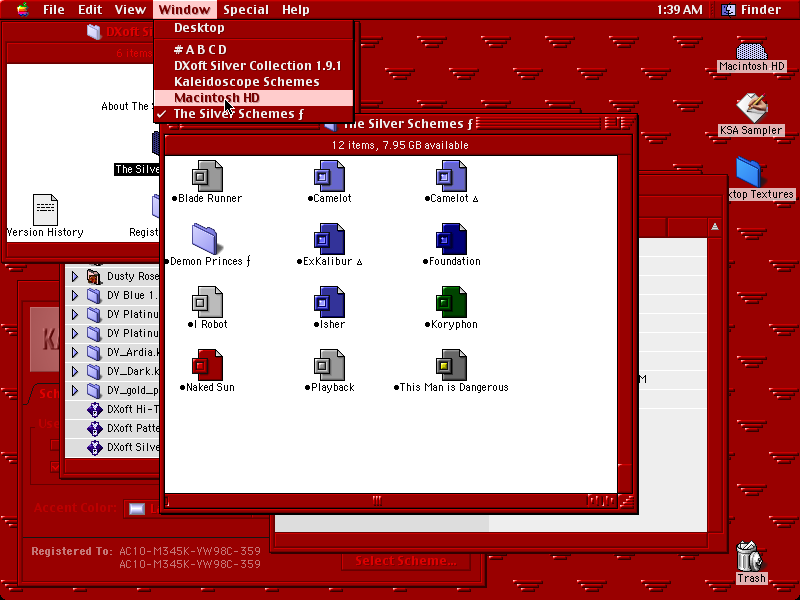 File Edit View Window Special Help 1:39 AM Finder
Desktop
# A B C D
DXoft Silver Collection 1.9.1
Kaleidoscope Schemes
Macintosh HD
✓ The Silver Schemes ƒ
DXoft Si
6 items
About The S
The Silve
Version History
Regist
The Silver Schemes ƒ
12 items, 7.95 GB available
•Blade Runner
•Camelot
•Camelot ∆
•Demon Princes ƒ
•ExKalibur ∆
•Foundation
•I Robot
•Isher
•Koryphon
•Naked Sun
•Playback
•This Man is Dangerous
Dusty Rose
DV Blue 1.
DV Platinu
DV Platinu
DV_Ardia.k
DV_Dark.k
DV_gold_p
DXoft Hi-T
DXoft Patte
DXoft Silve
M
Accent Color:
Registered To: AC10-M345K-YW98C-359
AC10-M345K-YW98C-359
Select Scheme...
Macintosh HD
KSA Sampler
ktop Textures
Trash